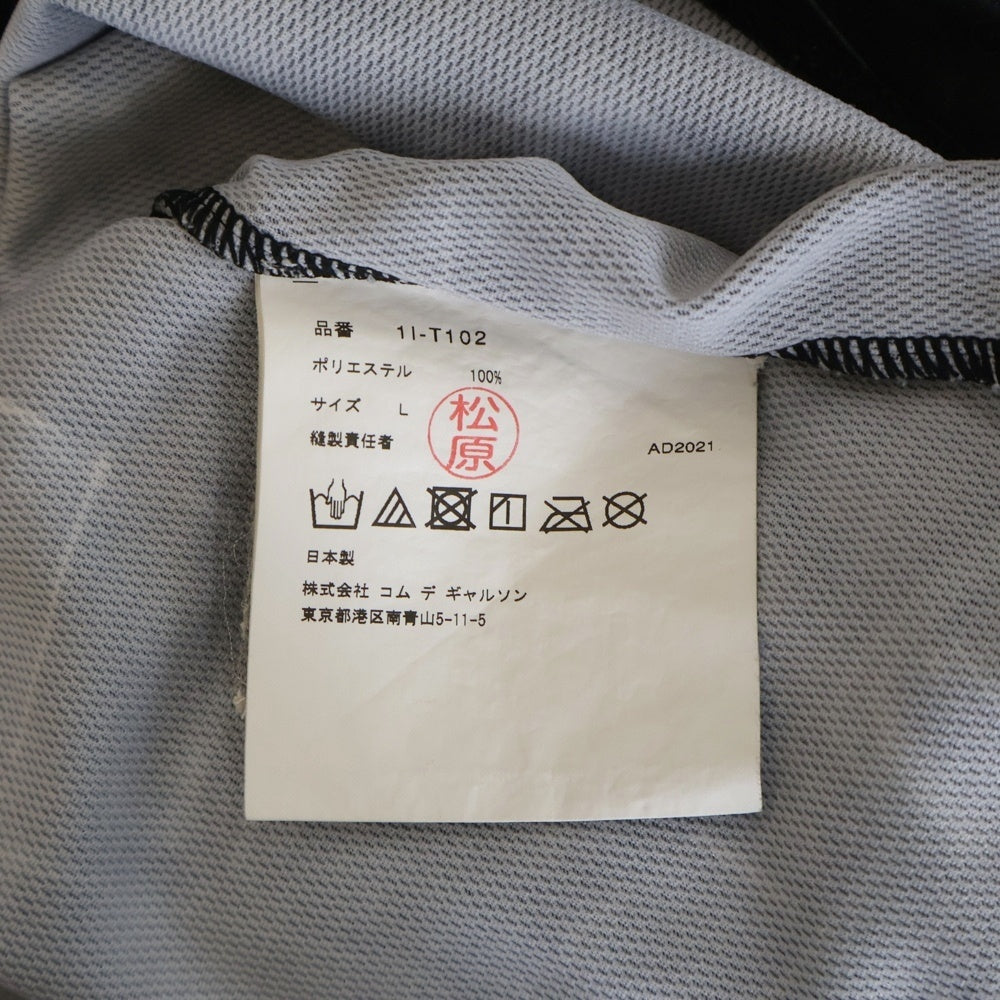 品番 1I-T102
ポリエステル 100%
サイズ L
縫製責任者 松原
AD2021
日本製
株式会社 コム デ ギャルソン
東京都港区南青山5-11-5